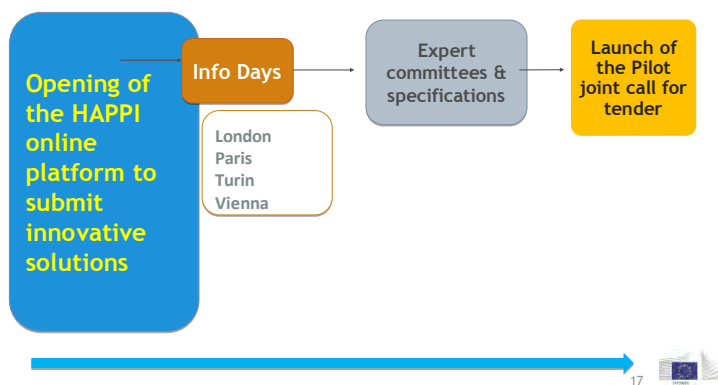 Opening of
the HAPPI
online
platform to
submit
innovative
solutions
Info Days
London
Paris
Turin
Vienna
Expert
committees &
specifications
Launch of
the Pilot
joint call for
tender
17